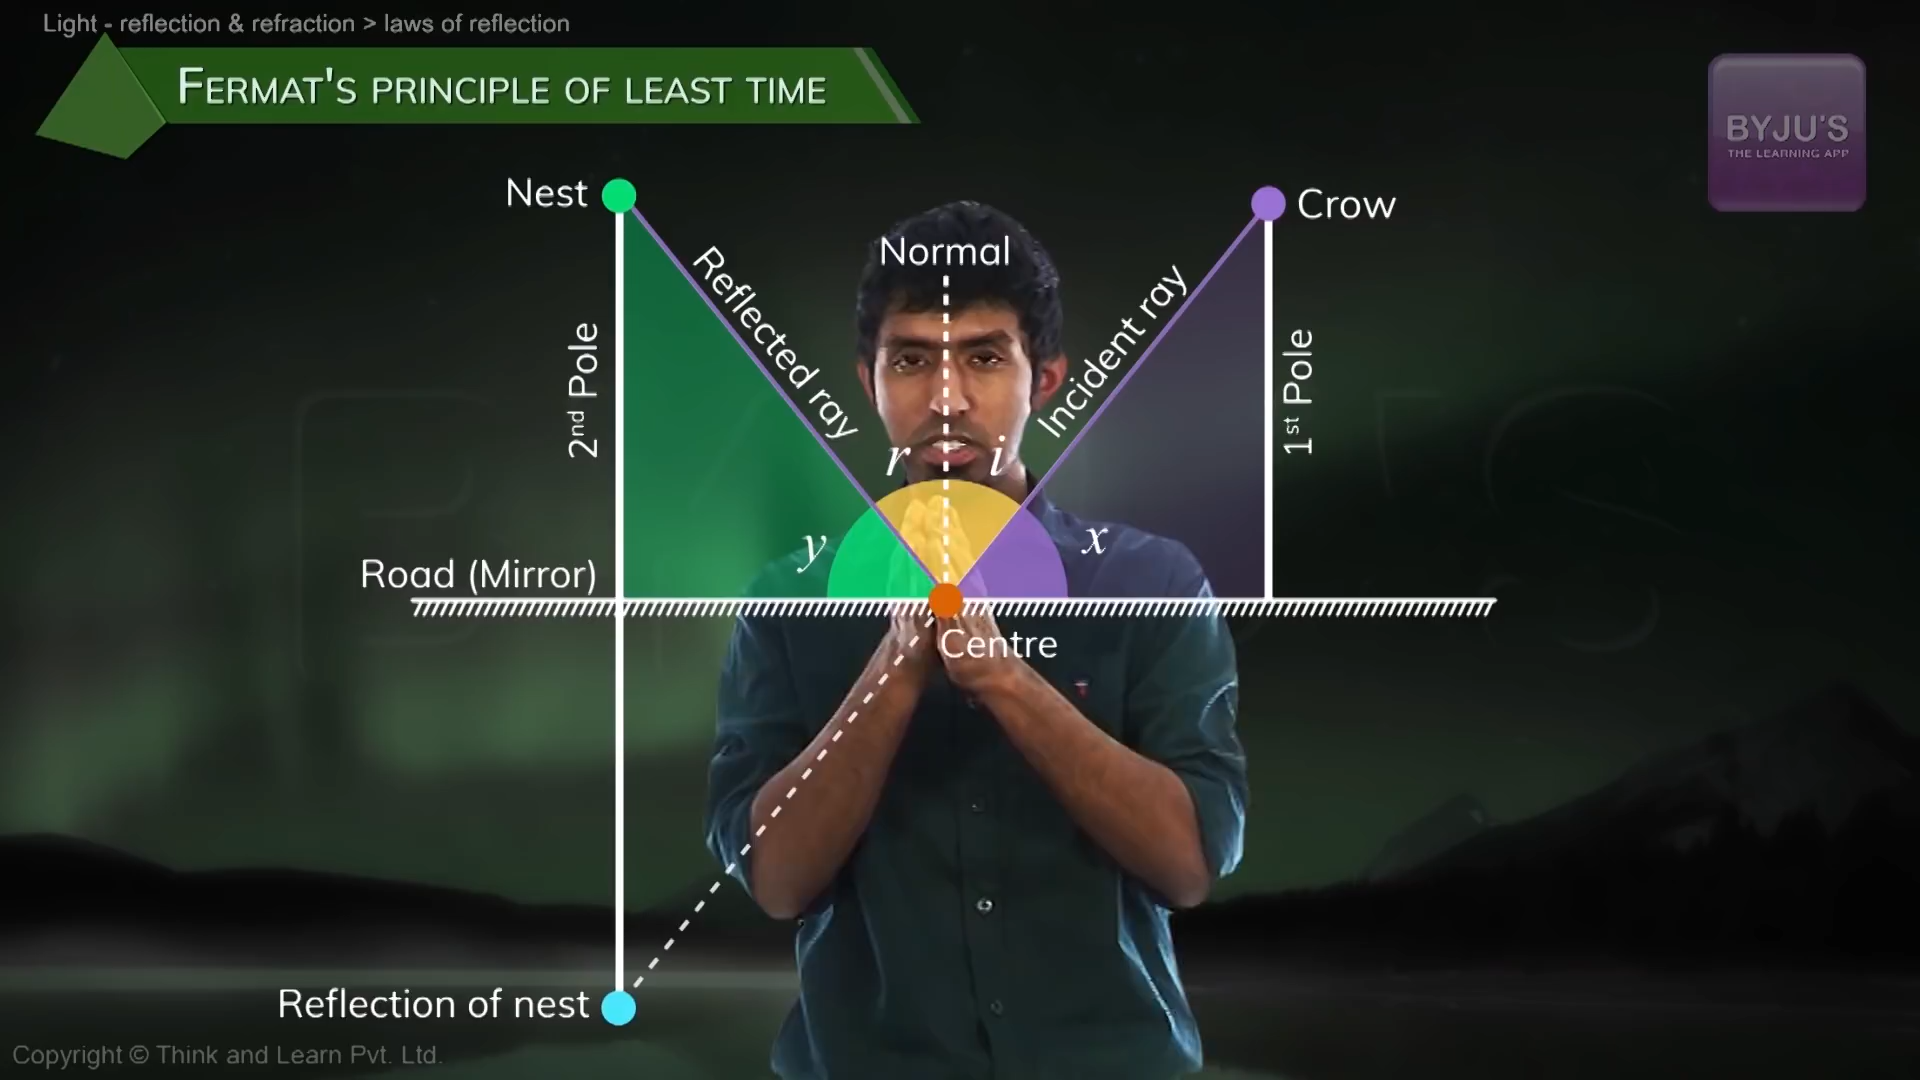 Light - reflection & refraction > laws of reflection
FERMAT'S PRINCIPLE OF LEAST TIME
BYJU'S
THE LEARNING APP
Nest
Crow
Normal
Reflected ray
Incident ray
2nd Pole
1st Pole
r
i
y
x
Road (Mirror)
Centre
Reflection of nest
Copyright © Think and Learn Pvt. Ltd.